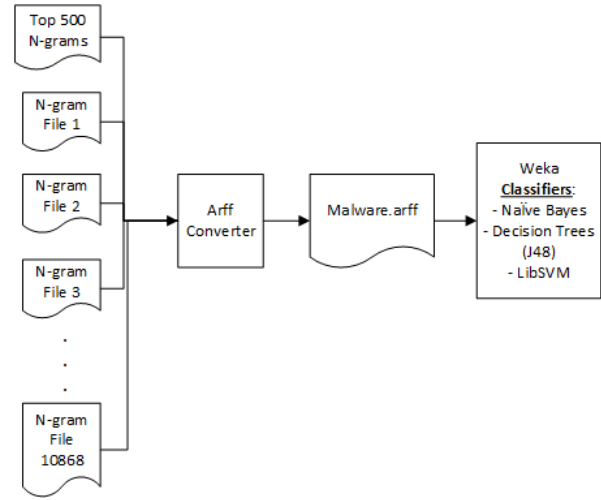 Top 500
N-grams
N-gram
File 1
N-gram
File 2
N-gram
File 3
.
.
.
N-gram
File
10868
Arff
Converter
Malware.arff
Weka
Classifiers:
- NaÏve Bayes
- Decision Trees
(J48)
- LibSVM